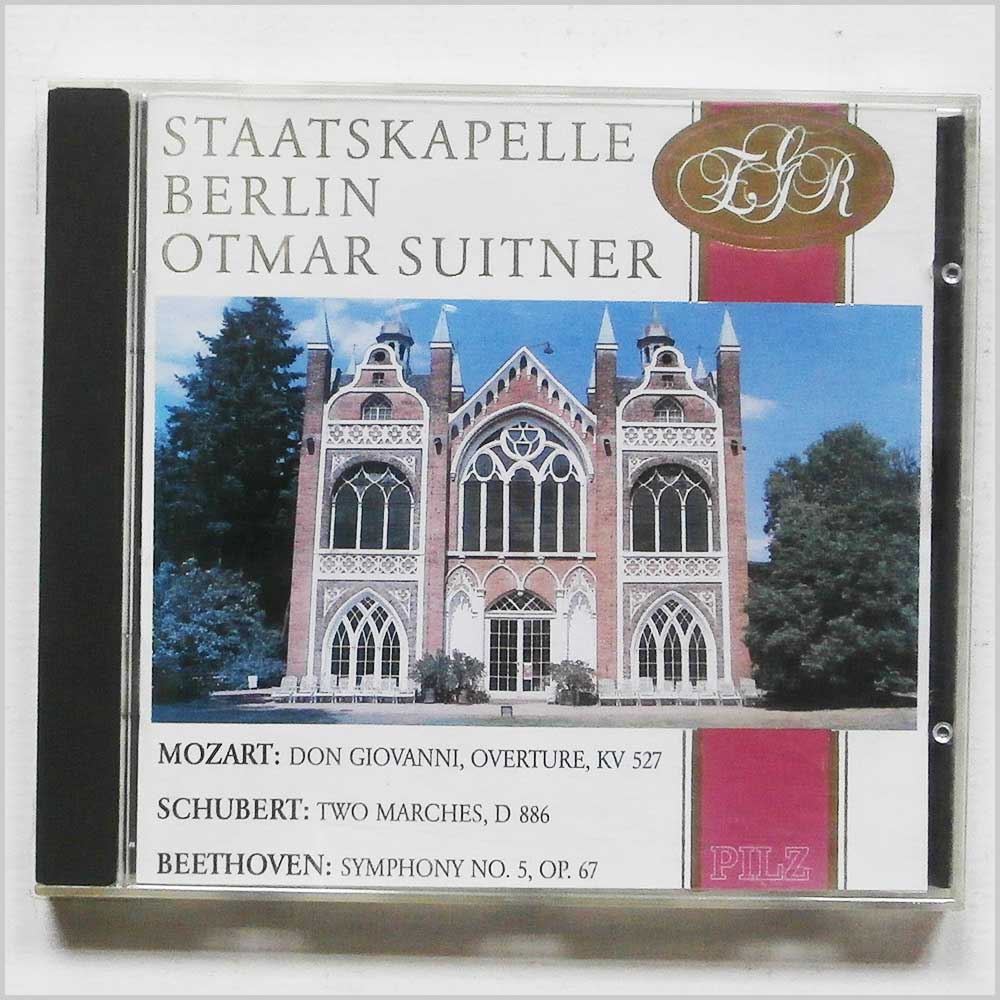 STAATSKAPELLE
BERLIN
OTMAR SUITNER
EGR
MOZART: DON GIOVANNI, OVERTURE, KV 527
SCHUBERT: TWO MARCHES, D 886
BEETHOVEN: SYMPHONY NO. 5, OP. 67
PILZ